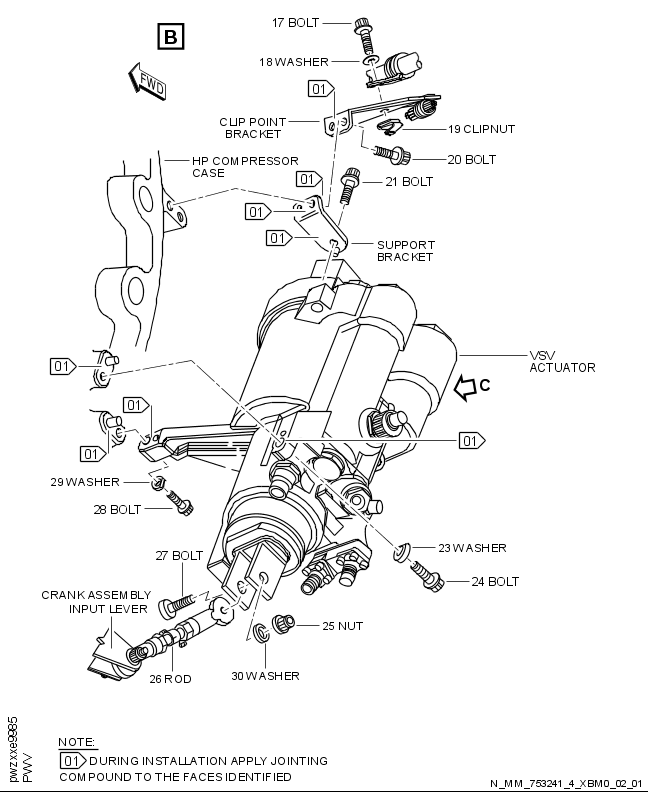 17 BOLT
B
18 WASHER
FWD
01
CLIP POINT
BRACKET
19 CLIPNUT
20 BOLT
HP COMPRESSOR
CASE
01
21 BOLT
01
01
SUPPORT
BRACKET
VSV
ACTUATOR
01
C
01
01
01
29 WASHER
28 BOLT
23 WASHER
27 BOLT
24 BOLT
CRANK ASSEMBLY
INPUT LEVER
25 NUT
26 ROD
30 WASHER
pwzxxe9985
PWV
NOTE:
01 DURING INSTALLATION APPLY JOINTING
COMPOUND TO THE FACES IDENTIFIED
N_MM_753241_4_XBM0_02_01